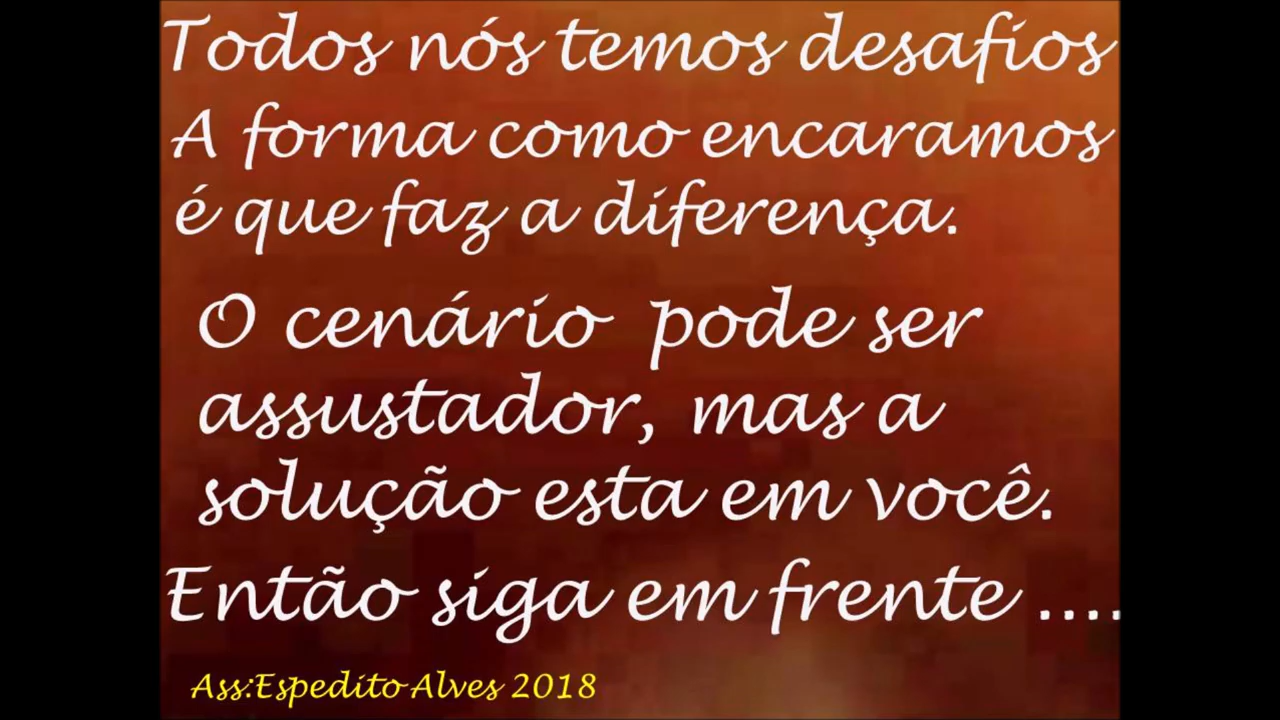 Todos nós temos desafios
A forma como encaramos
é que faz a diferença.
O cenário pode ser
assustador, mas a
solução esta em você.
Então siga em frente ....
Ass:Espedito Alves 2018